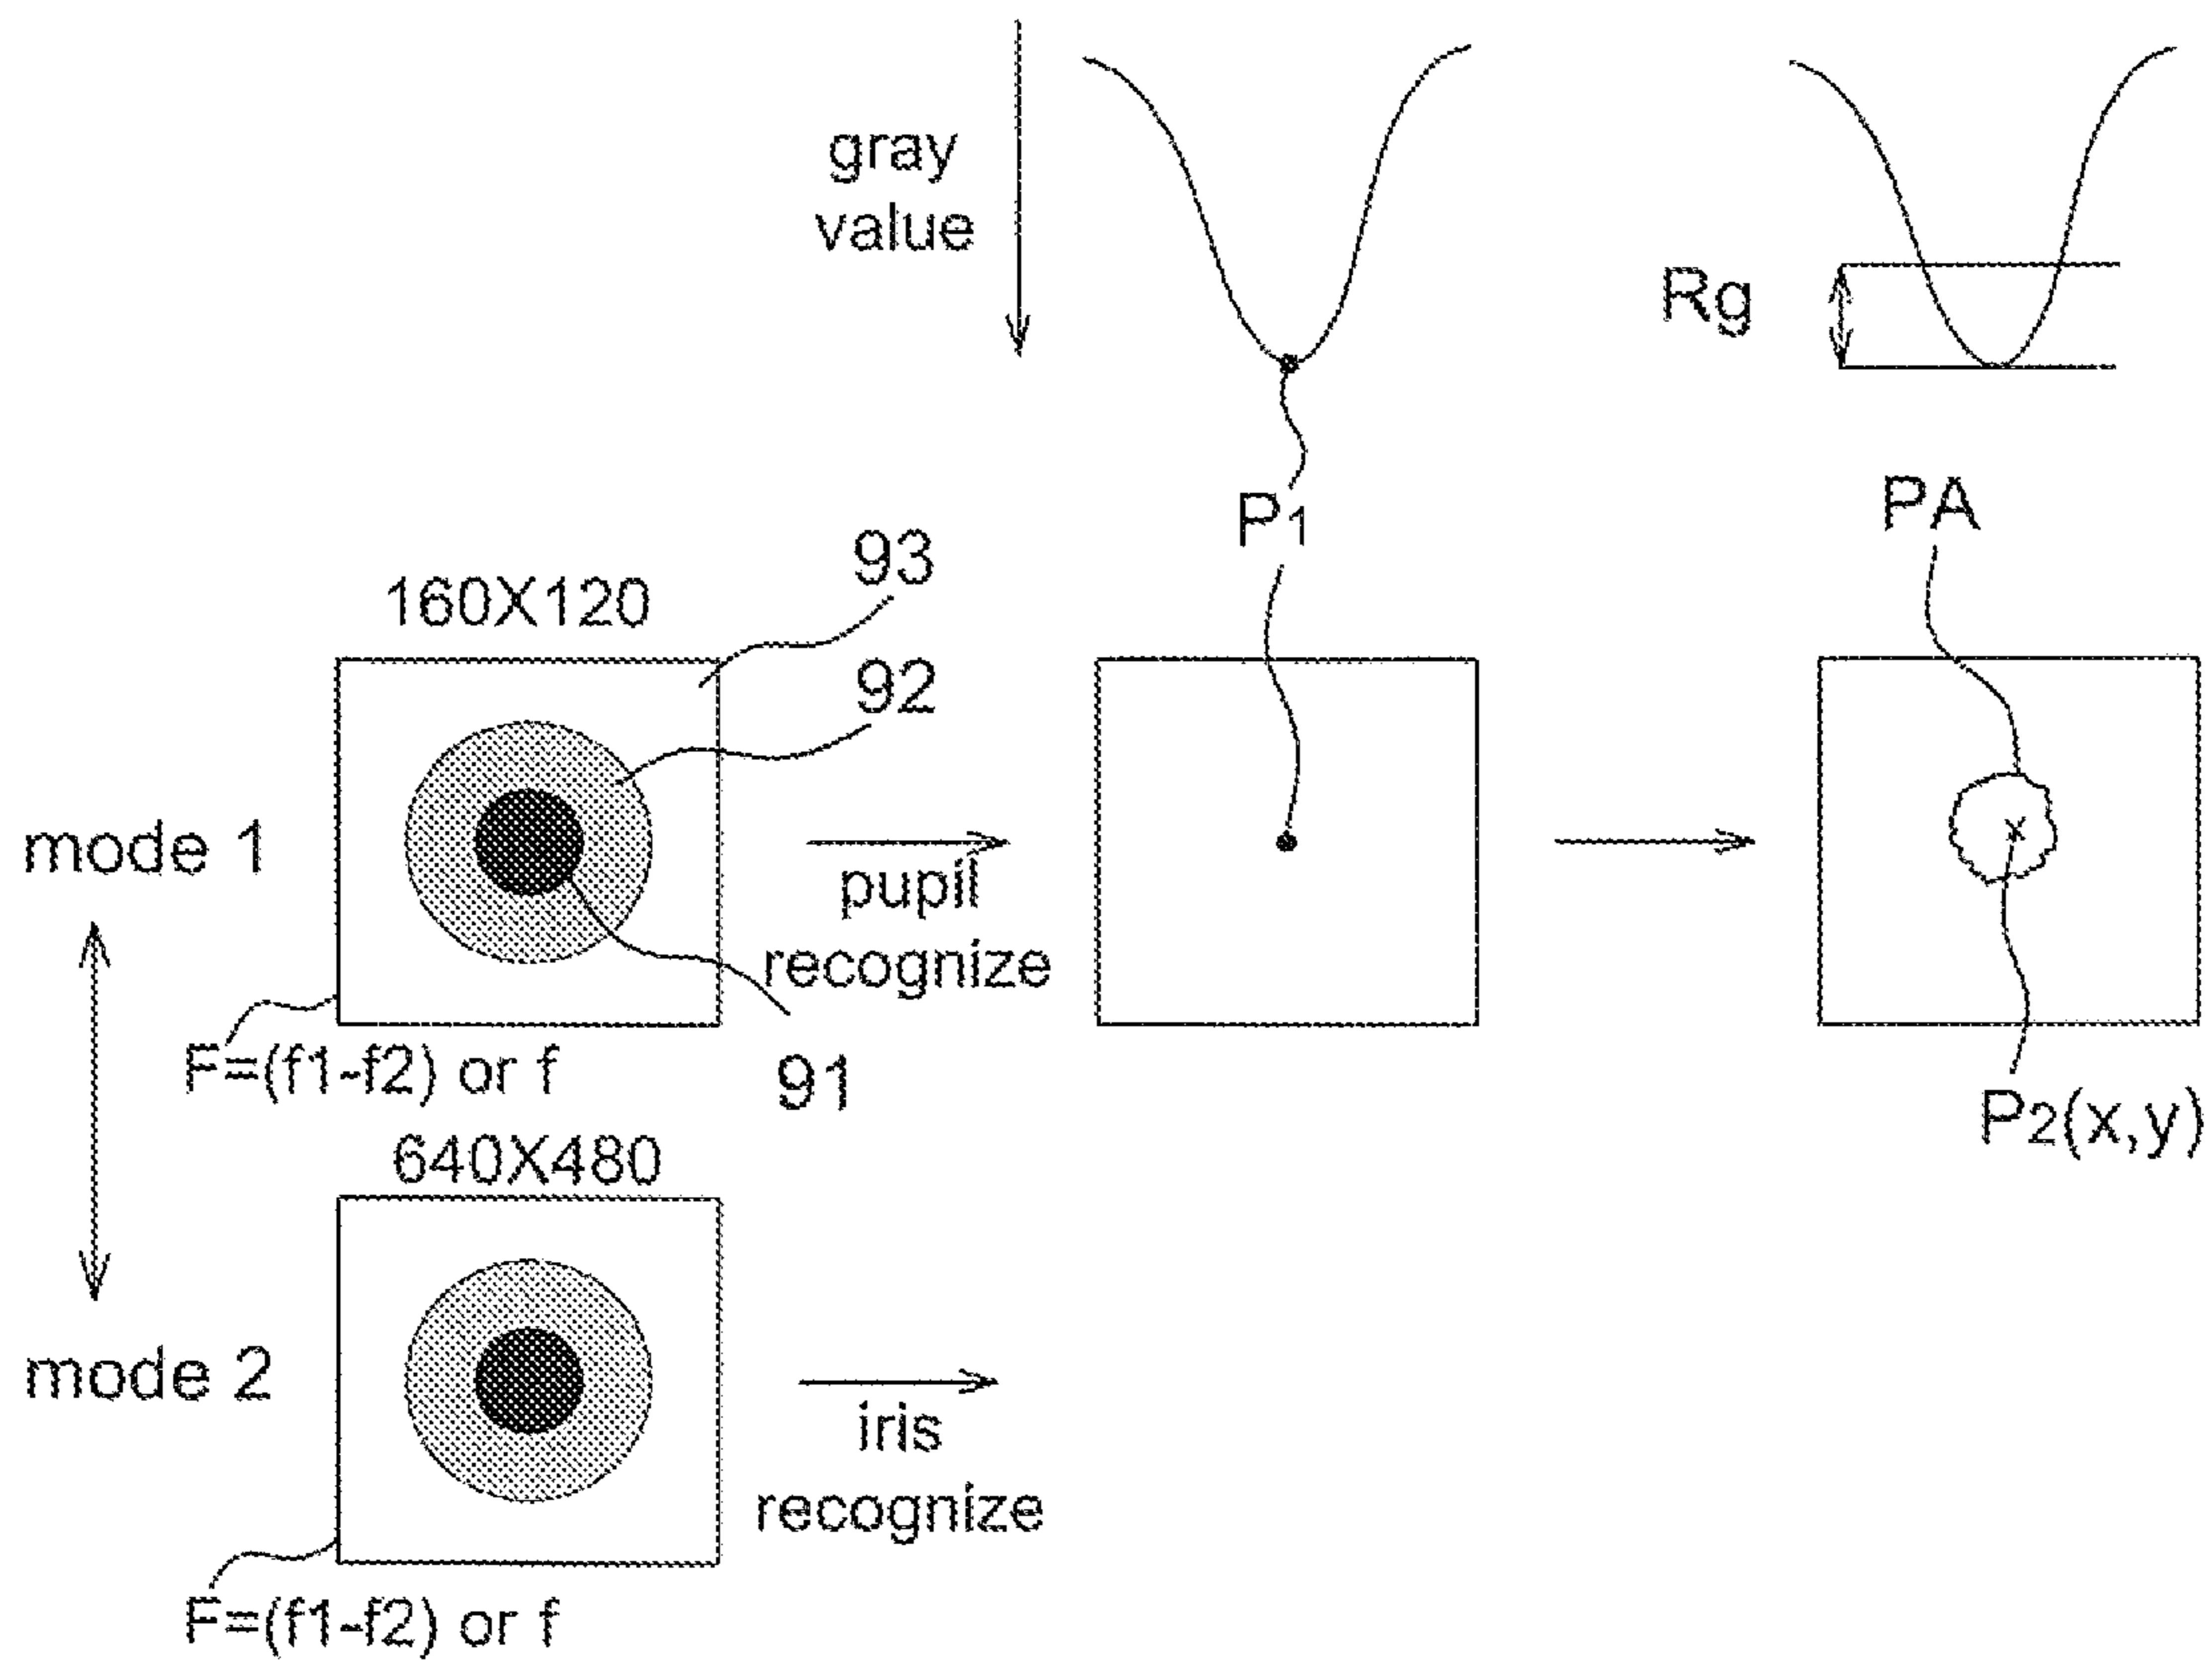 gray
value
Rg
P1
PA
93
160X120
92
mode 1
pupil
recognize
F=(f1-f2) or f
91
P2(x,y)
640X480
mode 2
iris
recognize
F=(f1-f2) or f